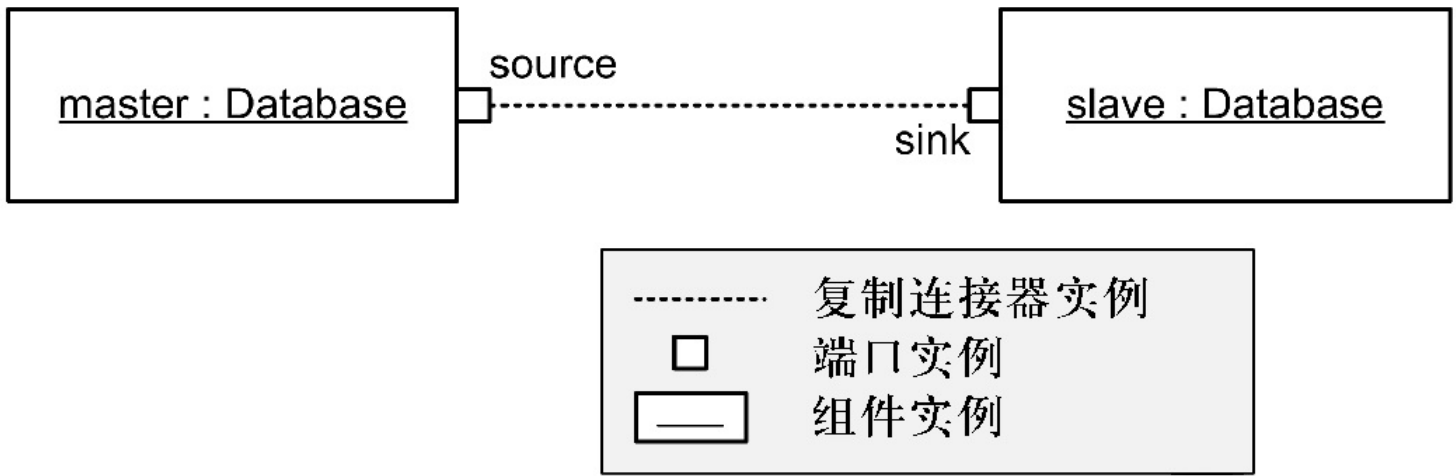 source
master : Database
slave : Database
sink
复制连接器实例
端口实例
组件实例